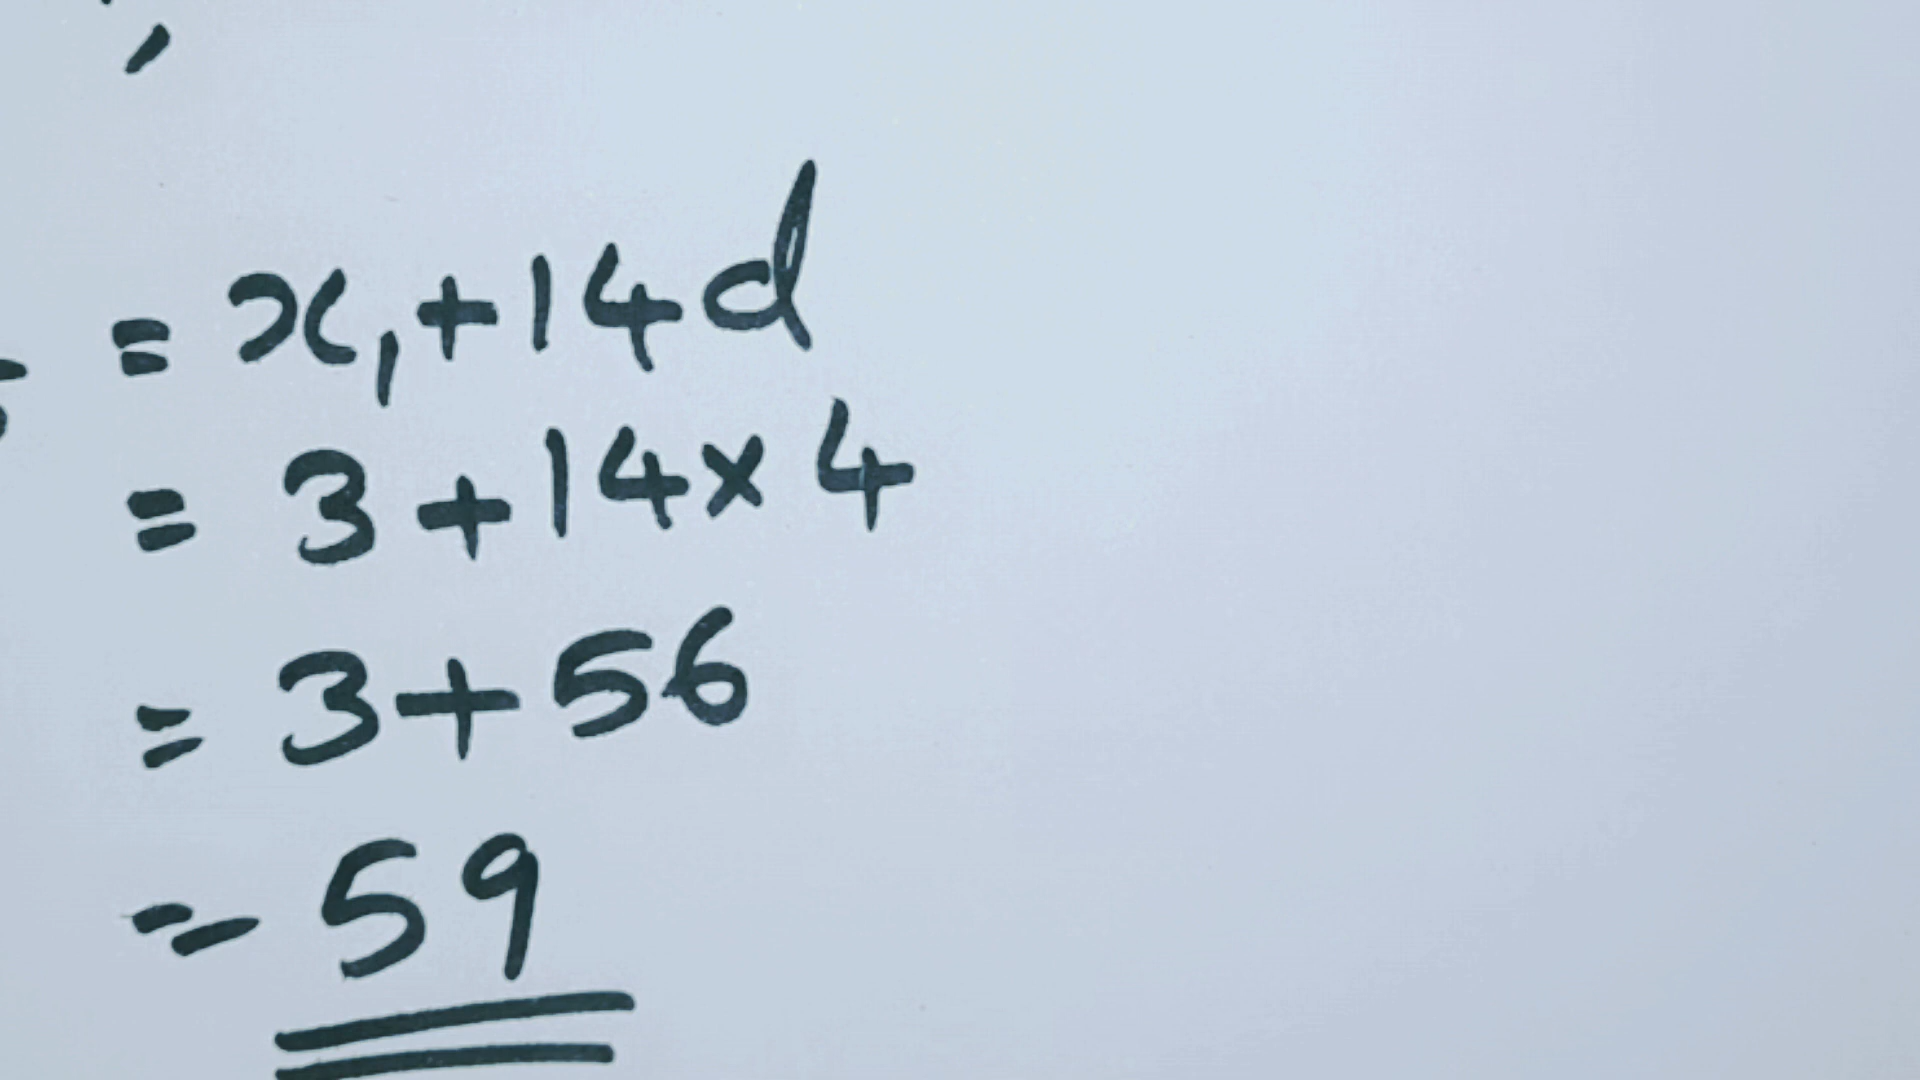 = x₁+14d
= 3+14×4
= 3+56
= 59